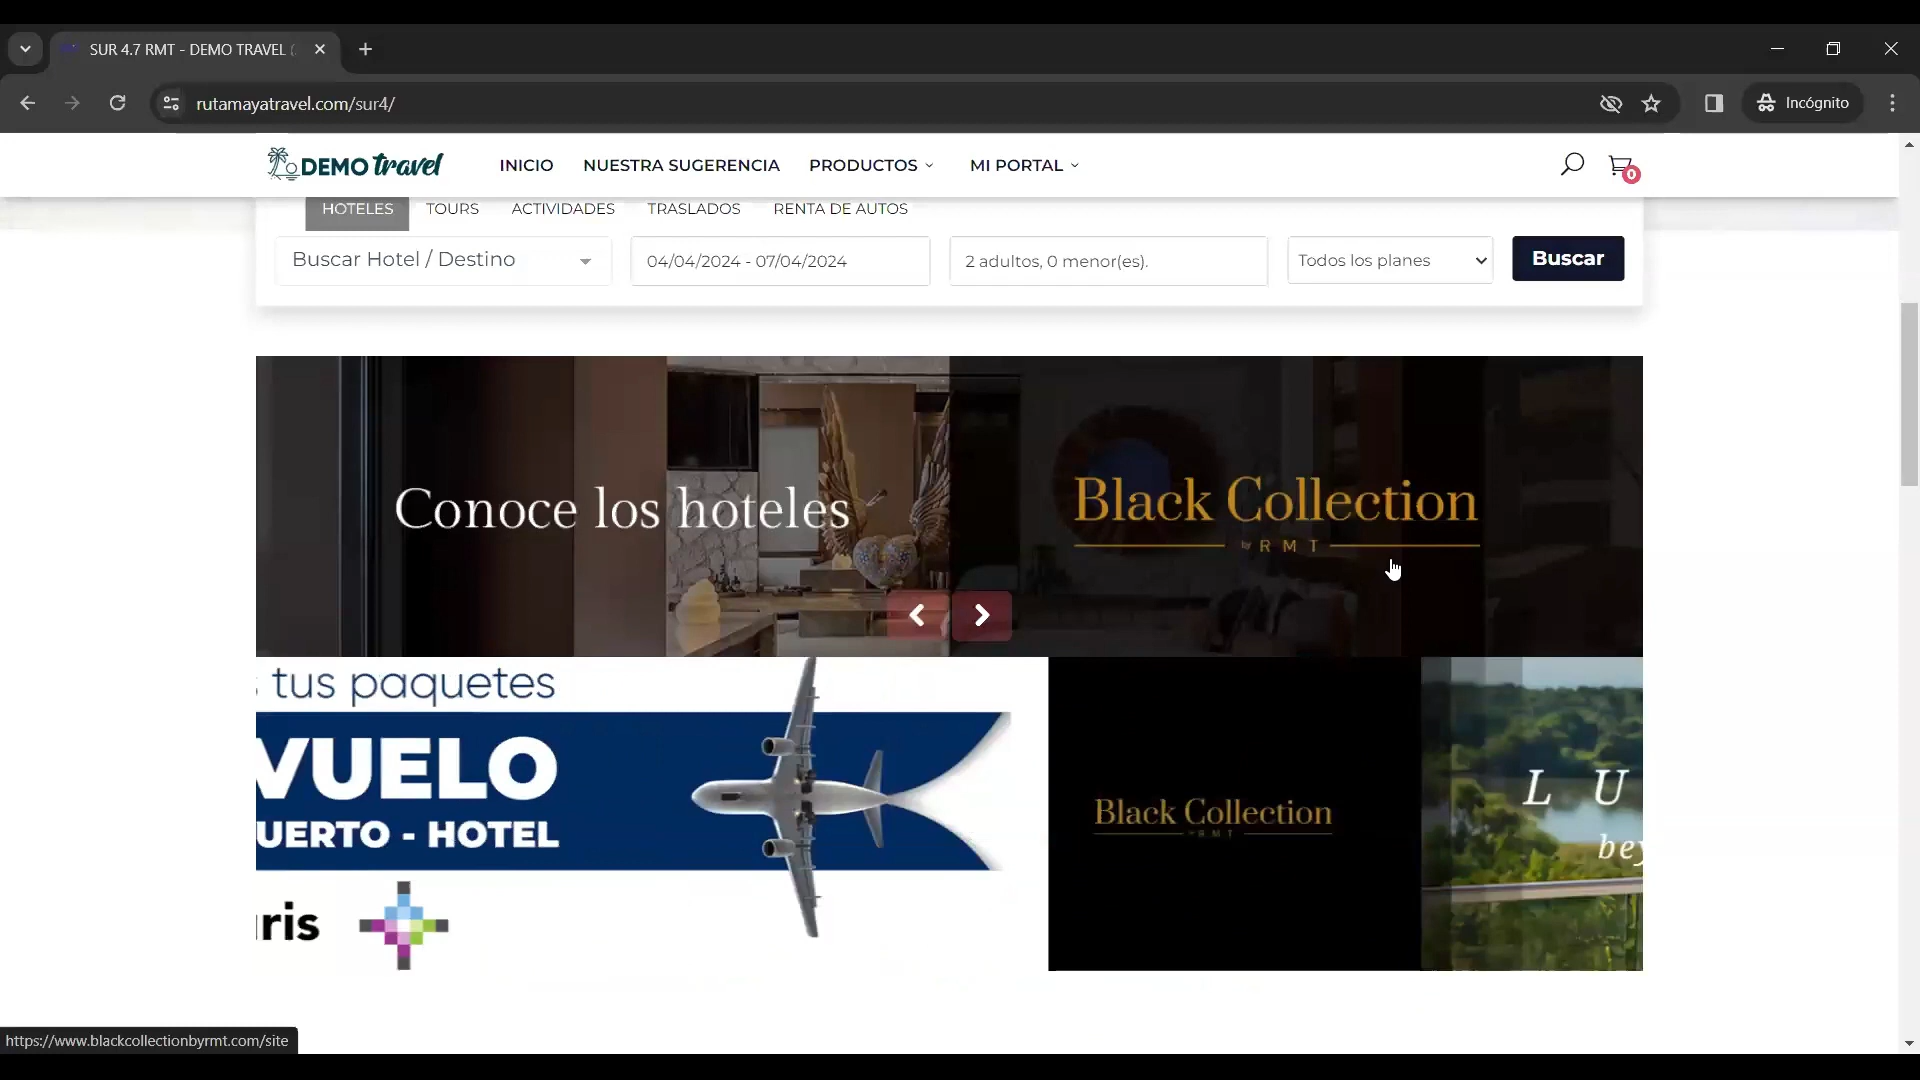 SUR 4.7 RMT - DEMO TRAVEL (
rutamayatravel.com/sur4/
Incógnito
DEMO travel
INICIO
NUESTRA SUGERENCIA
PRODUCTOS
MI PORTAL
0
HOTELES
TOURS
ACTIVIDADES
TRASLADOS
RENTA DE AUTOS
Buscar Hotel / Destino
04/04/2024 - 07/04/2024
2 adultos, 0 menor(es).
Todos los planes
Buscar
Conoce los hoteles
Black Collection
by RMT
s tus paquetes
VUELO
UERTO - HOTEL
ris
Black Collection
by RMT
L U
bey
https://www.blackcollectionbyrmt.com/site